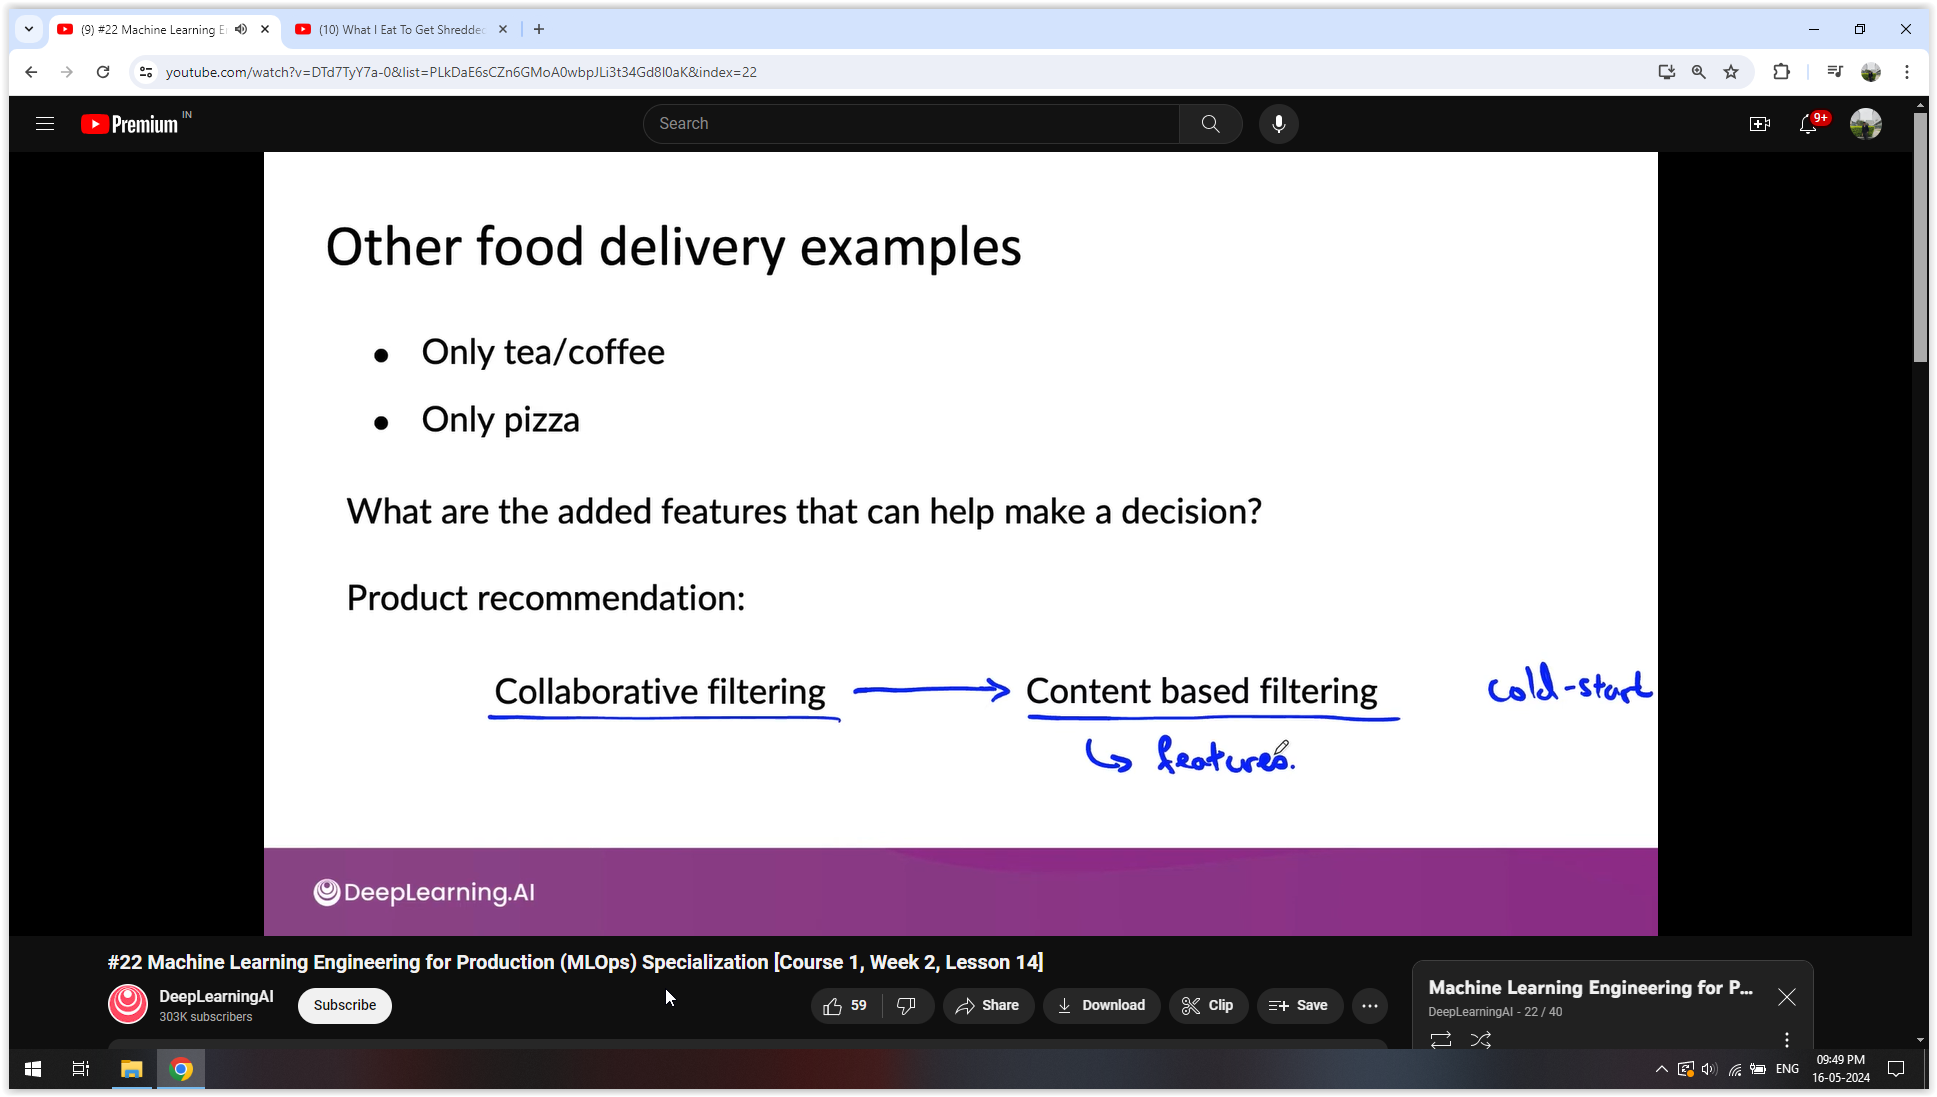 (9) #22 Machine Learning E
(10) What I Eat To Get Shredded
youtube.com/watch?v=DTd7TyY7a-0&list=PLkDaE6sCZn6GMoA0wbpJLi3t34Gd8I0aK&index=22
Premium IN
Search
9+
Other food delivery examples
• Only tea/coffee
• Only pizza
What are the added features that can help make a decision?
Product recommendation:
Collaborative filtering → Content based filtering cold-start
↳ features.
DeepLearning.AI
#22 Machine Learning Engineering for Production (MLOps) Specialization [Course 1, Week 2, Lesson 14]
DeepLearningAI
303K subscribers
Subscribe
59
Share
Download
Clip
Save
Machine Learning Engineering for P...
DeepLearningAI - 22 / 40
ENG
09:49 PM
16-05-2024